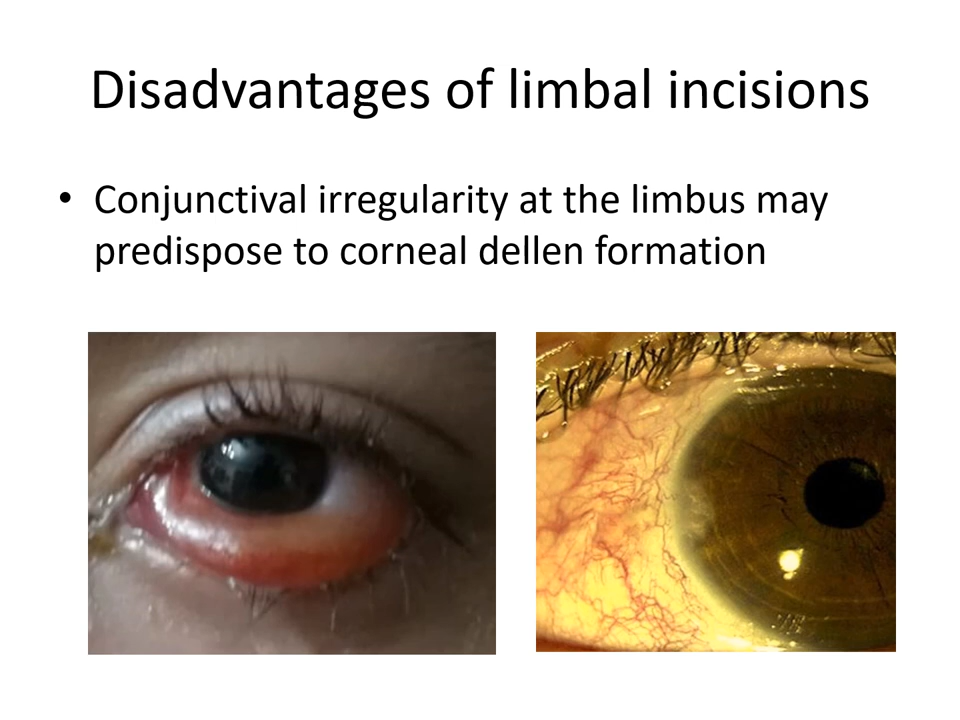 Disadvantages of limbal incisions
• Conjunctival irregularity at the limbus may
predispose to corneal dellen formation